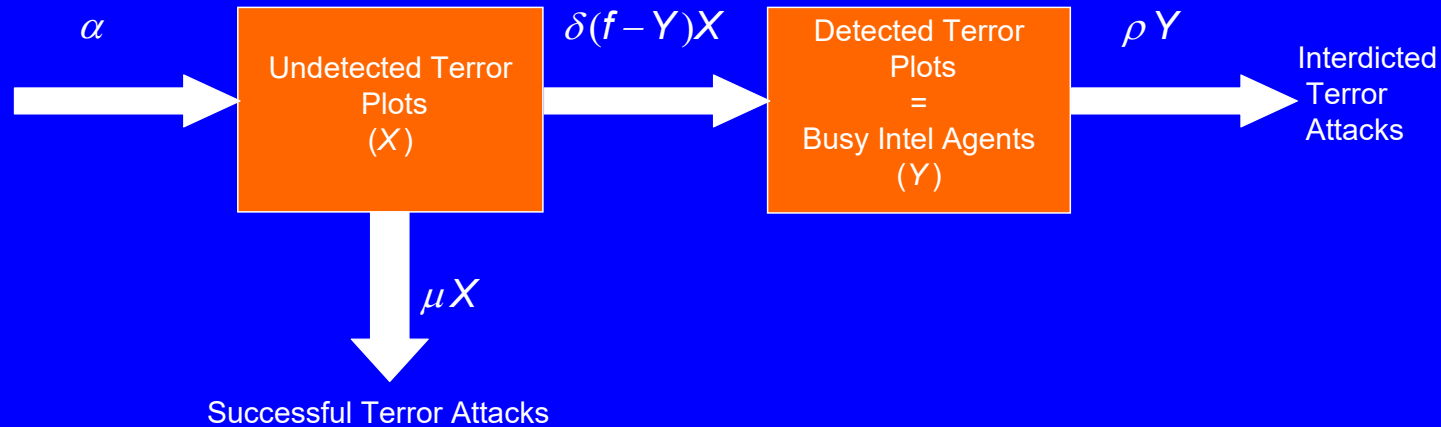 α
δ(f − Y)X
ρY
Undetected Terror
Plots
(X)
Detected Terror
Plots
=
Busy Intel Agents
(Y)
Interdicted
Terror
Attacks
μX
Successful Terror Attacks